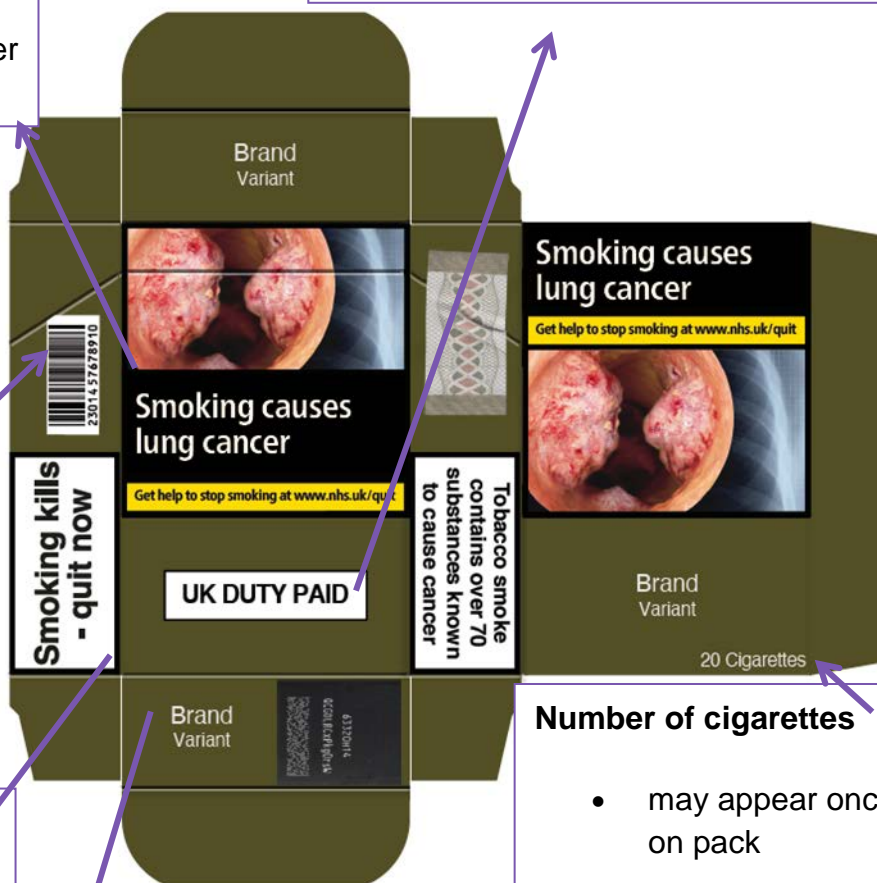 er
Brand
Variant
Smoking causes
lung cancer
Get help to stop smoking at www.nhs.uk/quit
2301457678910
Smoking causes
lung cancer
Get help to stop smoking at www.nhs.uk/quit
Smoking kills
- quit now
Tobacco smoke
contains over 70
substances known
to cause cancer
UK DUTY PAID
Brand
Variant
20 Cigarettes
Brand
Variant
Number of cigarettes
• may appear onc
on pack